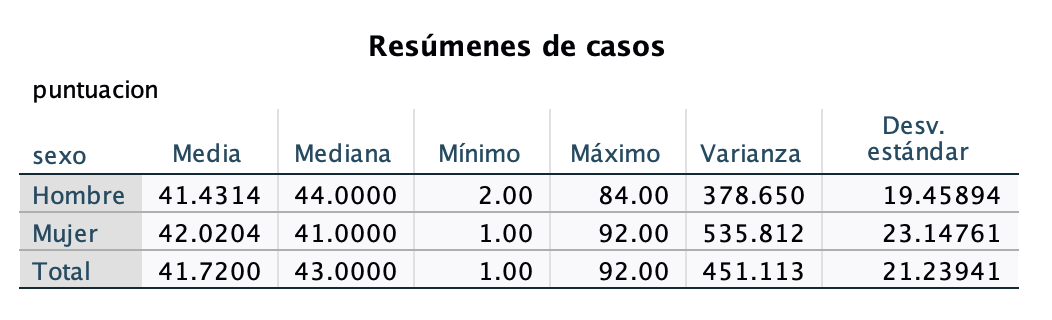 Resúmenes de casos
puntuacion
sexo Media Mediana Mínimo Máximo Varianza Desv. estándar
Hombre 41.4314 44.0000 2.00 84.00 378.650 19.45894
Mujer 42.0204 41.0000 1.00 92.00 535.812 23.14761
Total 41.7200 43.0000 1.00 92.00 451.113 21.23941